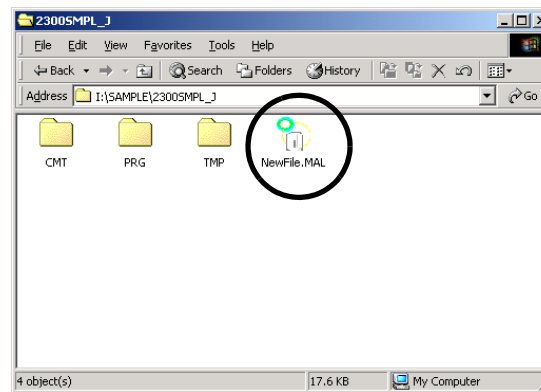 2300SMPL_J
File Edit View Favorites Tools Help
Back Search Folders History
Address I:\SAMPLE\2300SMPL_J Go
CMT PRG TMP NewFile.MAL
4 object(s) 17.6 KB My Computer